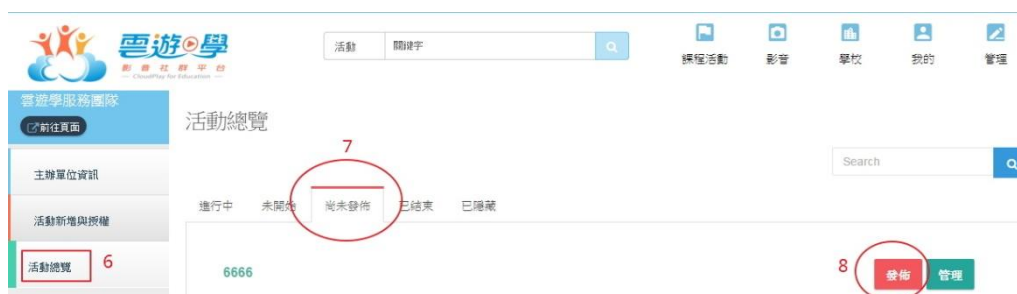 雲遊學
影音社群平台
CloudPlay for Education
活動 關鍵字
課程活動 影音 學校 我的 管理
雲遊學服務團隊
前往頁面
活動總覽
7
Search
主辦單位資訊
進行中 未開始 尚未發佈 已結束 已隱藏
活動新增與授權
活動總覽 6
6666
8 發佈 管理